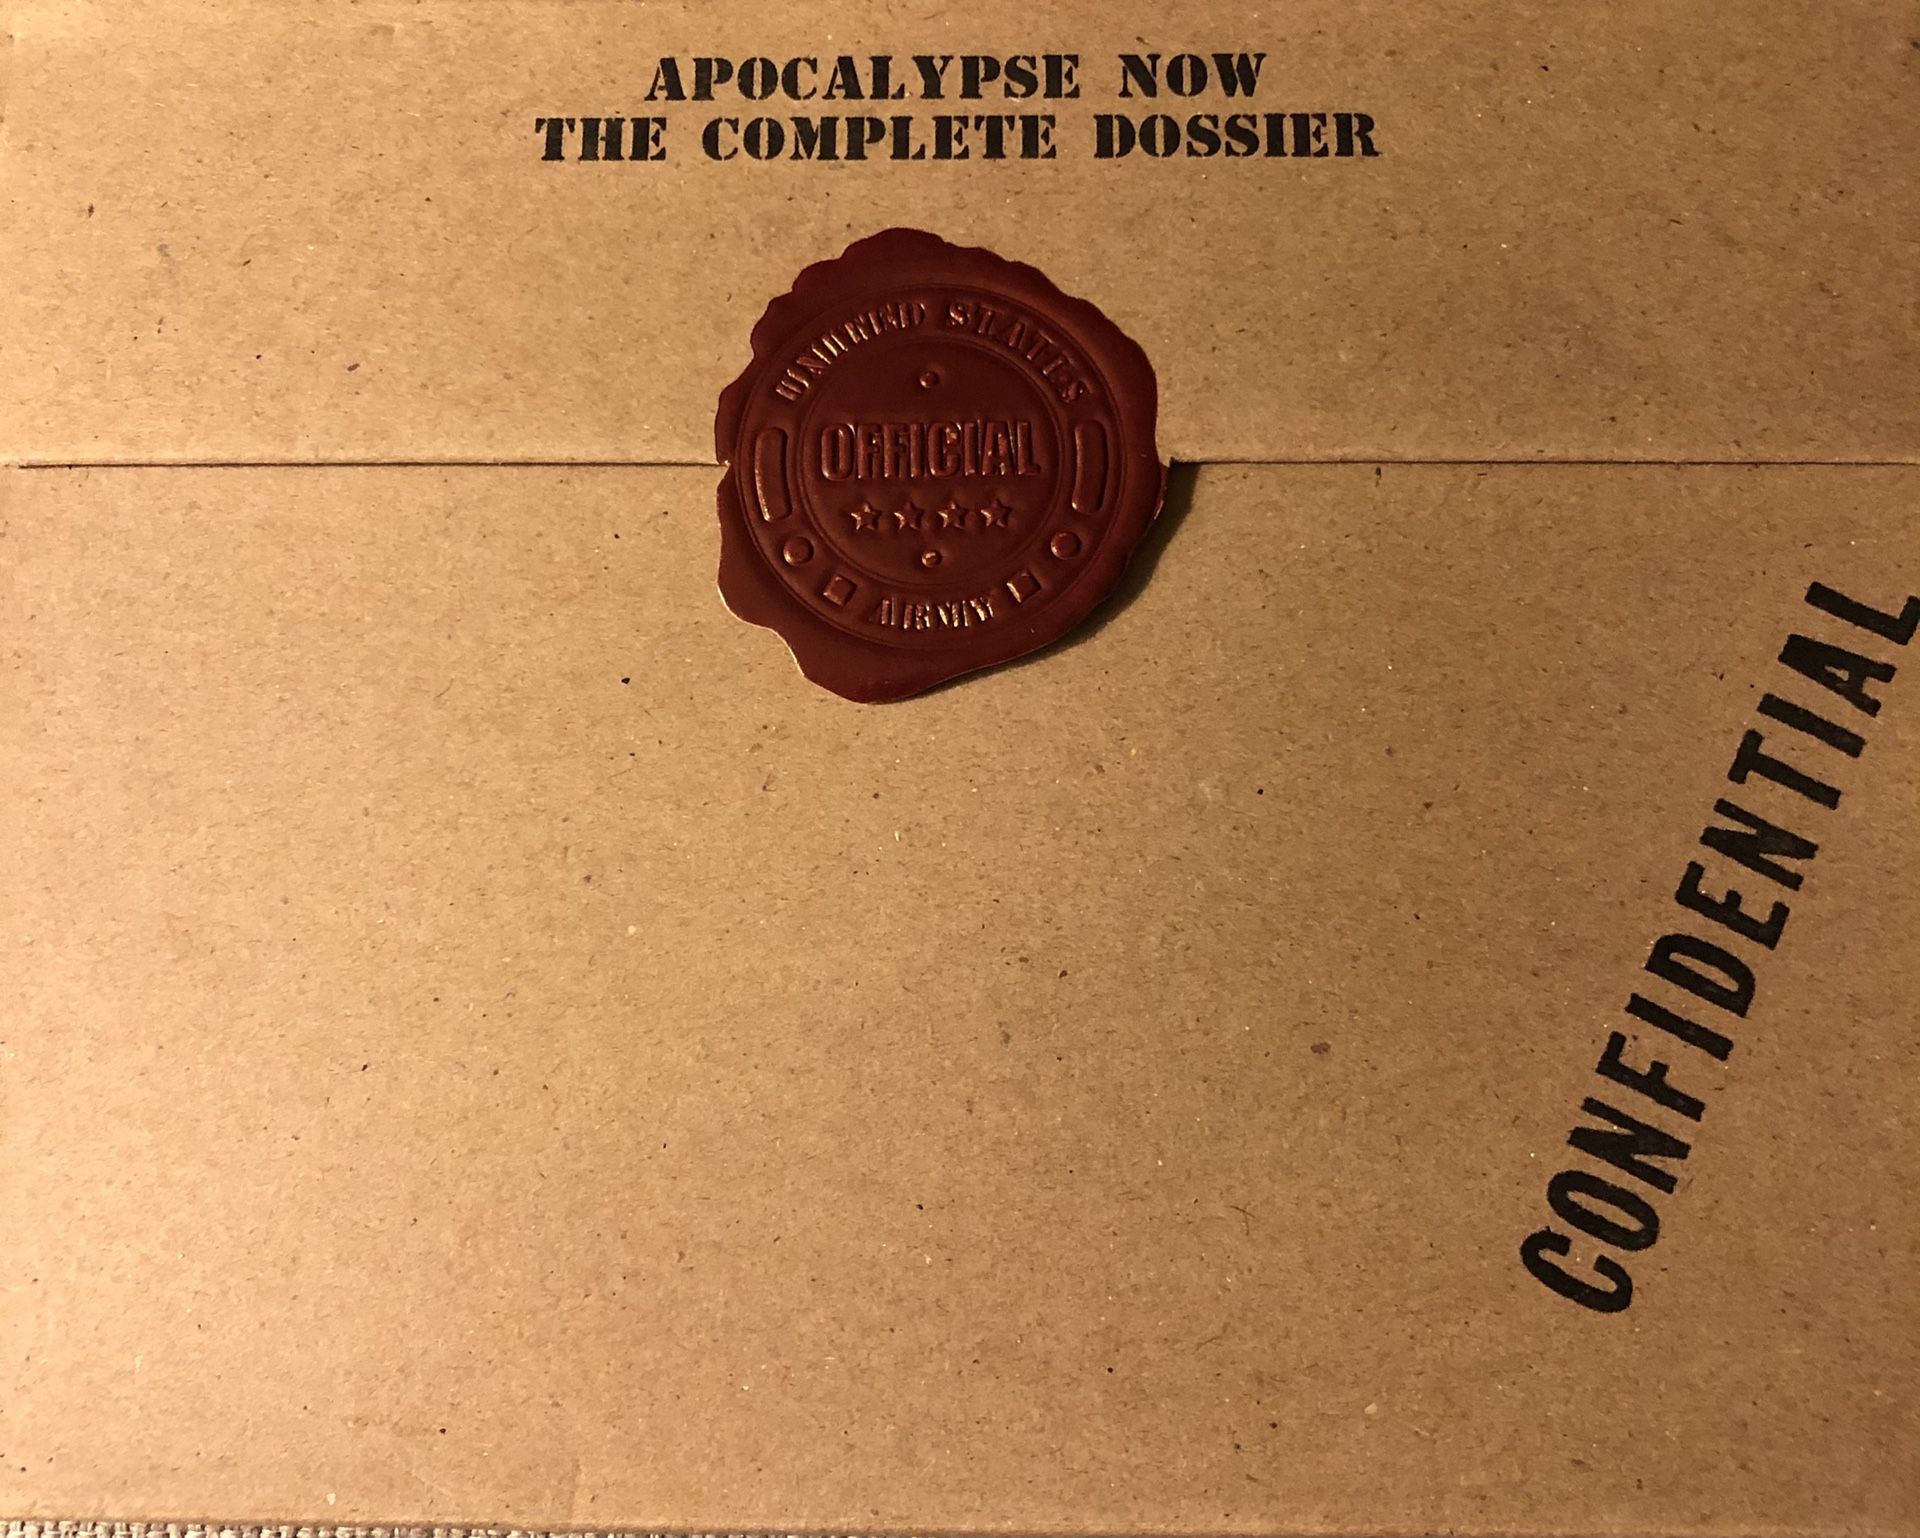 APOCALYPSE NOW
THE COMPLETE DOSSIER
UNITED STATES
OFFICIAL
ARMY
CONFIDENTIAL